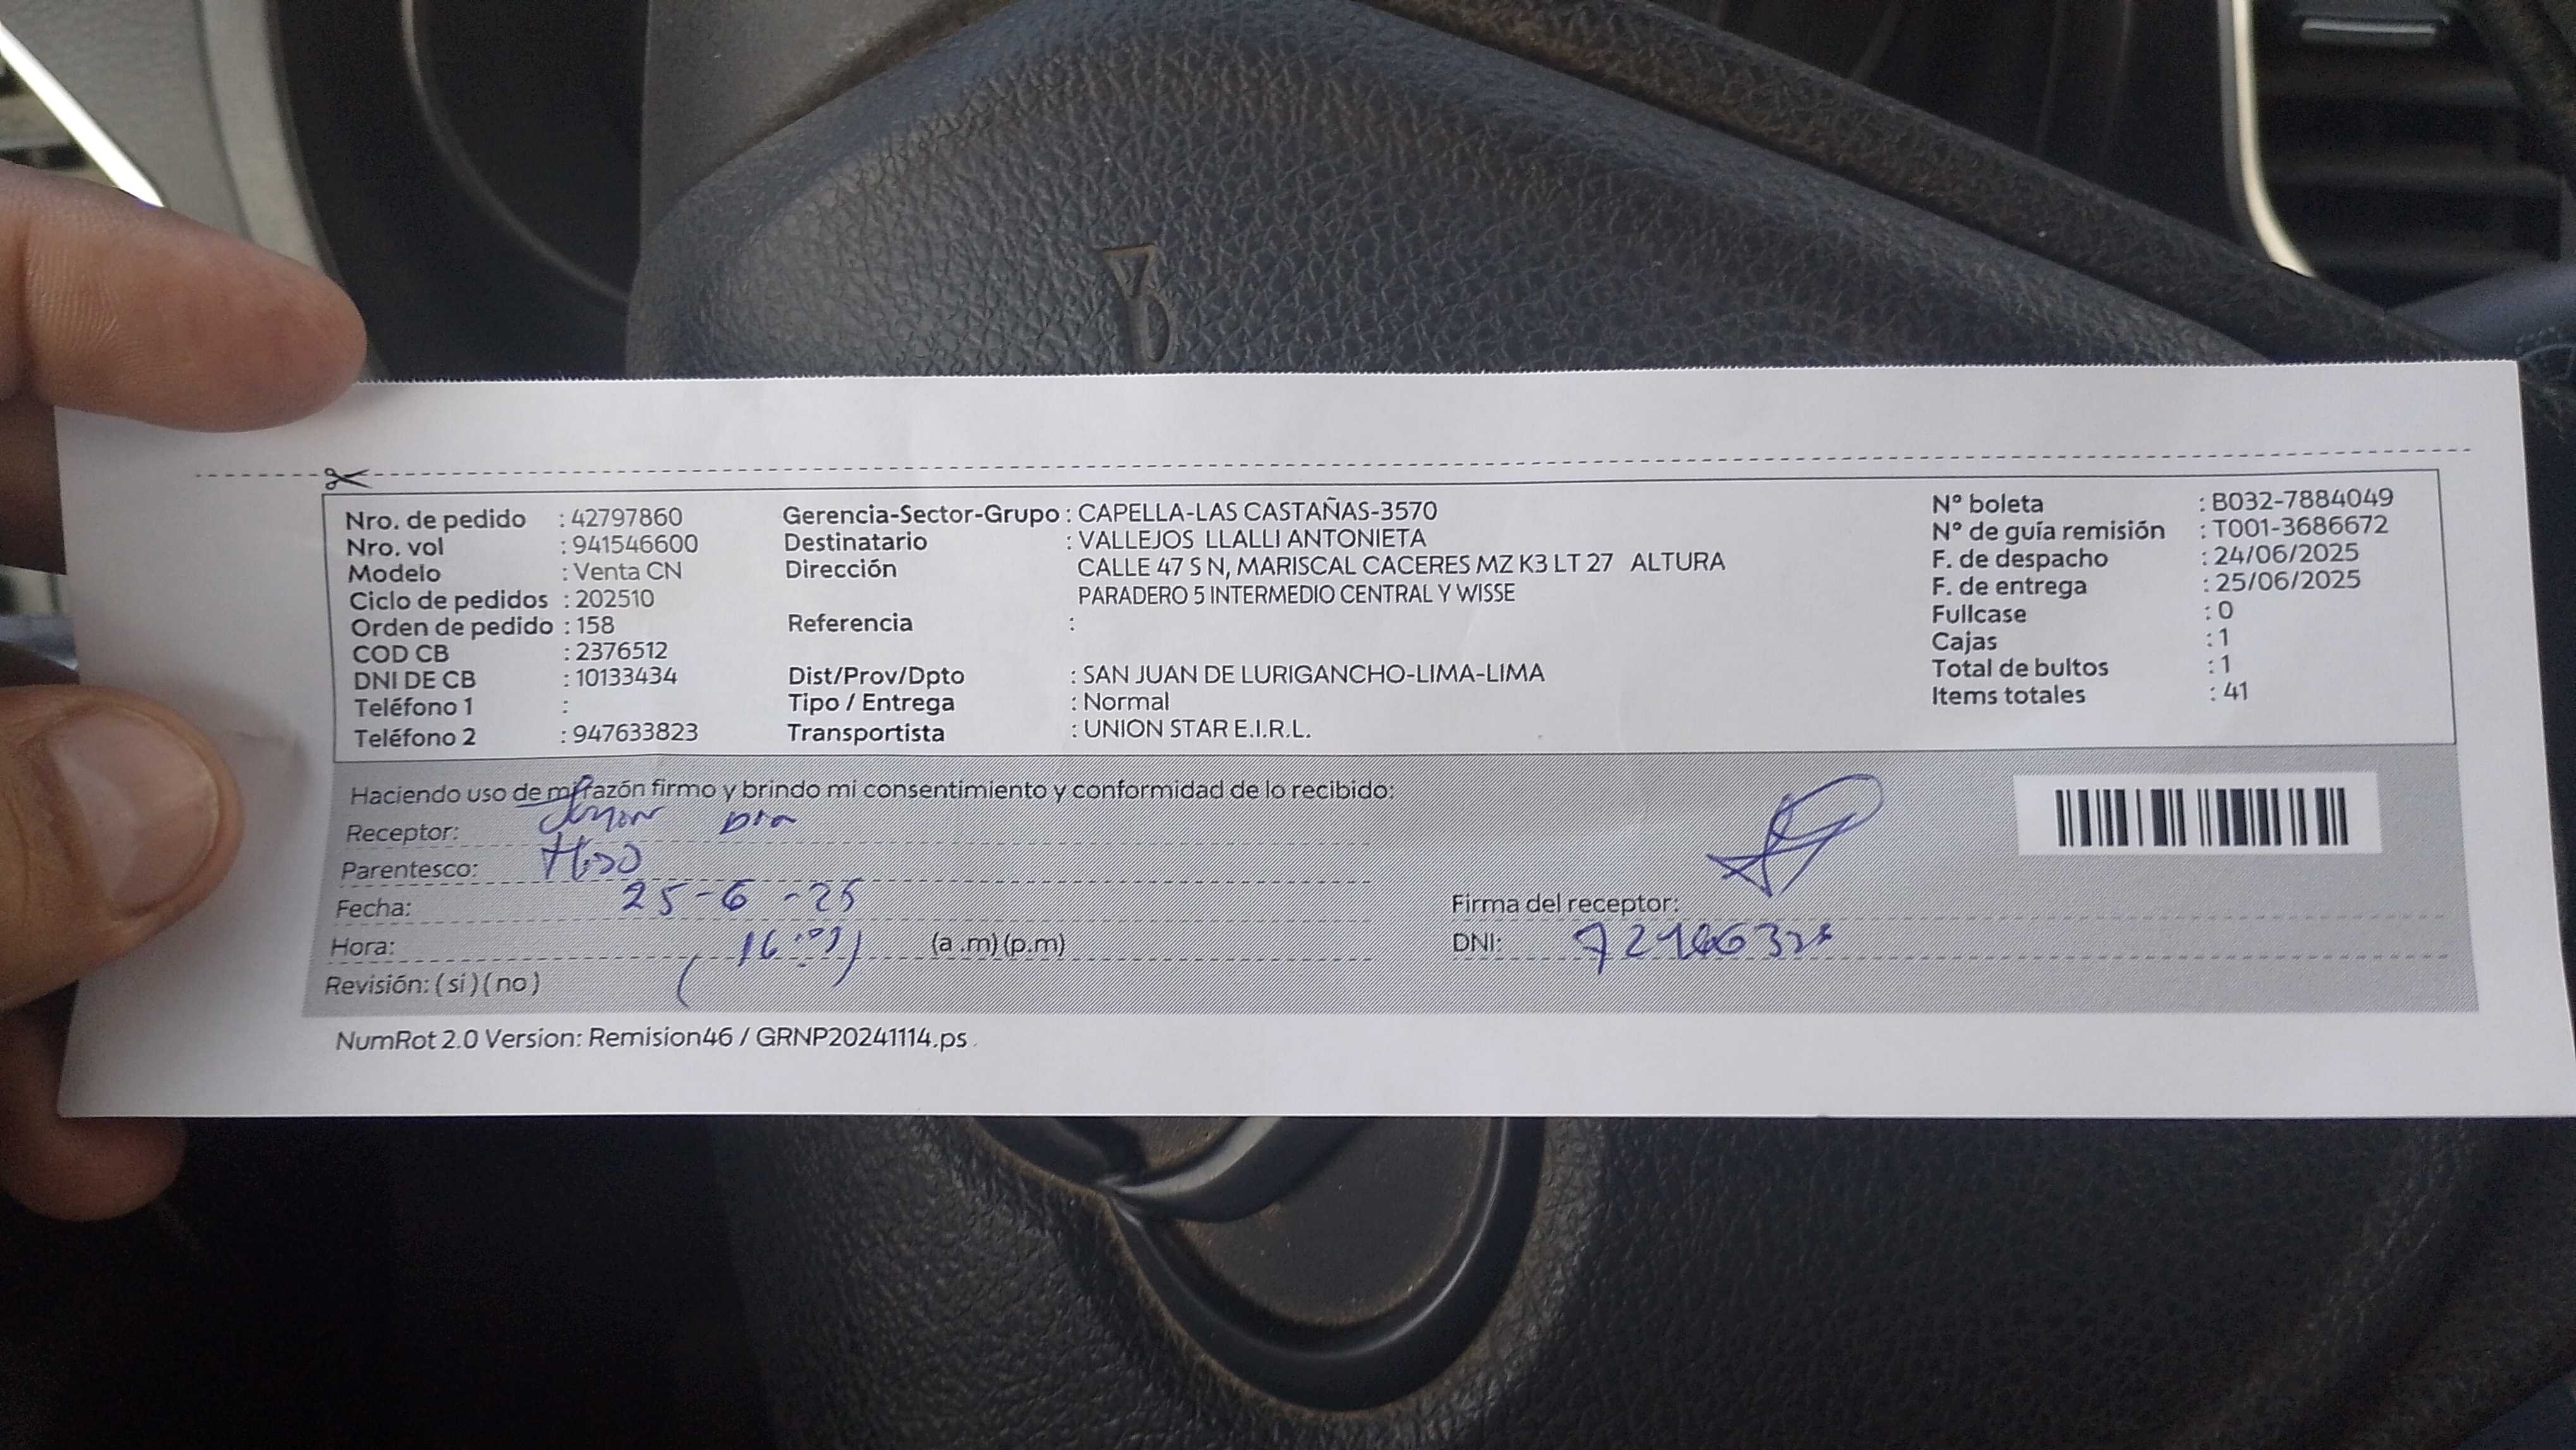 Nro. de pedido : 42797860
Nro. vol : 941546600
Modelo : Venta CN
Ciclo de pedidos : 202510
Orden de pedido : 158
COD CB : 2376512
DNI DE CB : 10133434
Teléfono 1 :
Teléfono 2 : 947633823
Gerencia-Sector-Grupo : CAPELLA-LAS CASTAÑAS-3570
Destinatario : VALLEJOS LLALLI ANTONIETA
Dirección CALLE 47 S N, MARISCAL CACERES MZ K3 LT 27 ALTURA
PARADERO 5 INTERMEDIO CENTRAL Y WISSE
Referencia :
Dist/Prov/Dpto : SAN JUAN DE LURIGANCHO-LIMA-LIMA
Tipo / Entrega : Normal
Transportista : UNION STAR E.I.R.L.
N° boleta : B032-7884049
N° de guía remisión : T001-3686672
F. de despacho : 24/06/2025
F. de entrega : 25/06/2025
Fullcase : 0
Cajas : 1
Total de bultos : 1
Items totales : 41
Haciendo uso de mi razón firmo y brindo mi consentimiento y conformidad de lo recibido:
Receptor:
Parentesco:
Fecha: 25-6-25
Hora: (a .m) (p.m)
Revisión: ( si ) ( no )
Firma del receptor:
DNI:
NumRot 2.0 Version: Remision46 / GRNP20241114.ps